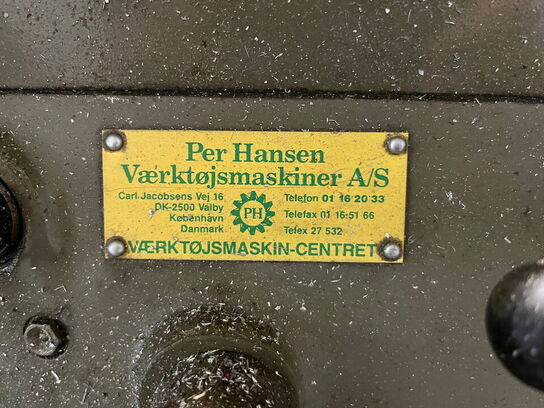 Per Hansen
Værktøjsmaskiner A/S
Carl Jacobsens Vej 16
DK-2500 Valby
København
Danmark
PH
Telefon 01 16 20 33
Telefax 01 16 51 66
Telex 27 532
VÆRKTØJSMASKIN-CENTRET